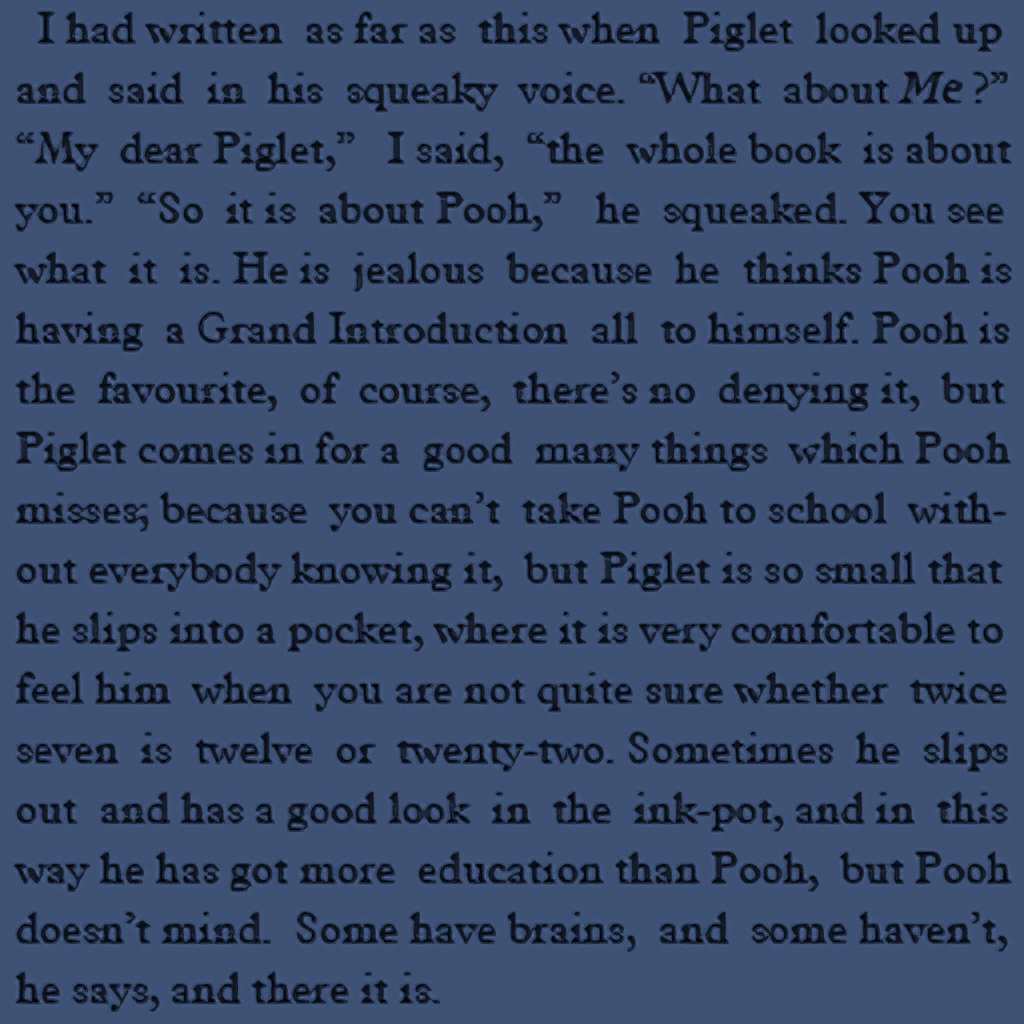 I had written as far as this when Piglet looked up
and said in his squeaky voice. “What about Me?”
“My dear Piglet,” I said, “the whole book is about
you.” “So it is about Pooh,” he squeaked. You see
what it is. He is jealous because he thinks Pooh is
having a Grand Introduction all to himself. Pooh is
the favourite, of course, there’s no denying it, but
Piglet comes in for a good many things which Pooh
misses; because you can’t take Pooh to school with-
out everybody knowing it, but Piglet is so small that
he slips into a pocket, where it is very comfortable to
feel him when you are not quite sure whether twice
seven is twelve or twenty-two. Sometimes he slips
out and has a good look in the ink-pot, and in this
way he has got more education than Pooh, but Pooh
doesn’t mind. Some have brains, and some haven’t,
he says, and there it is.